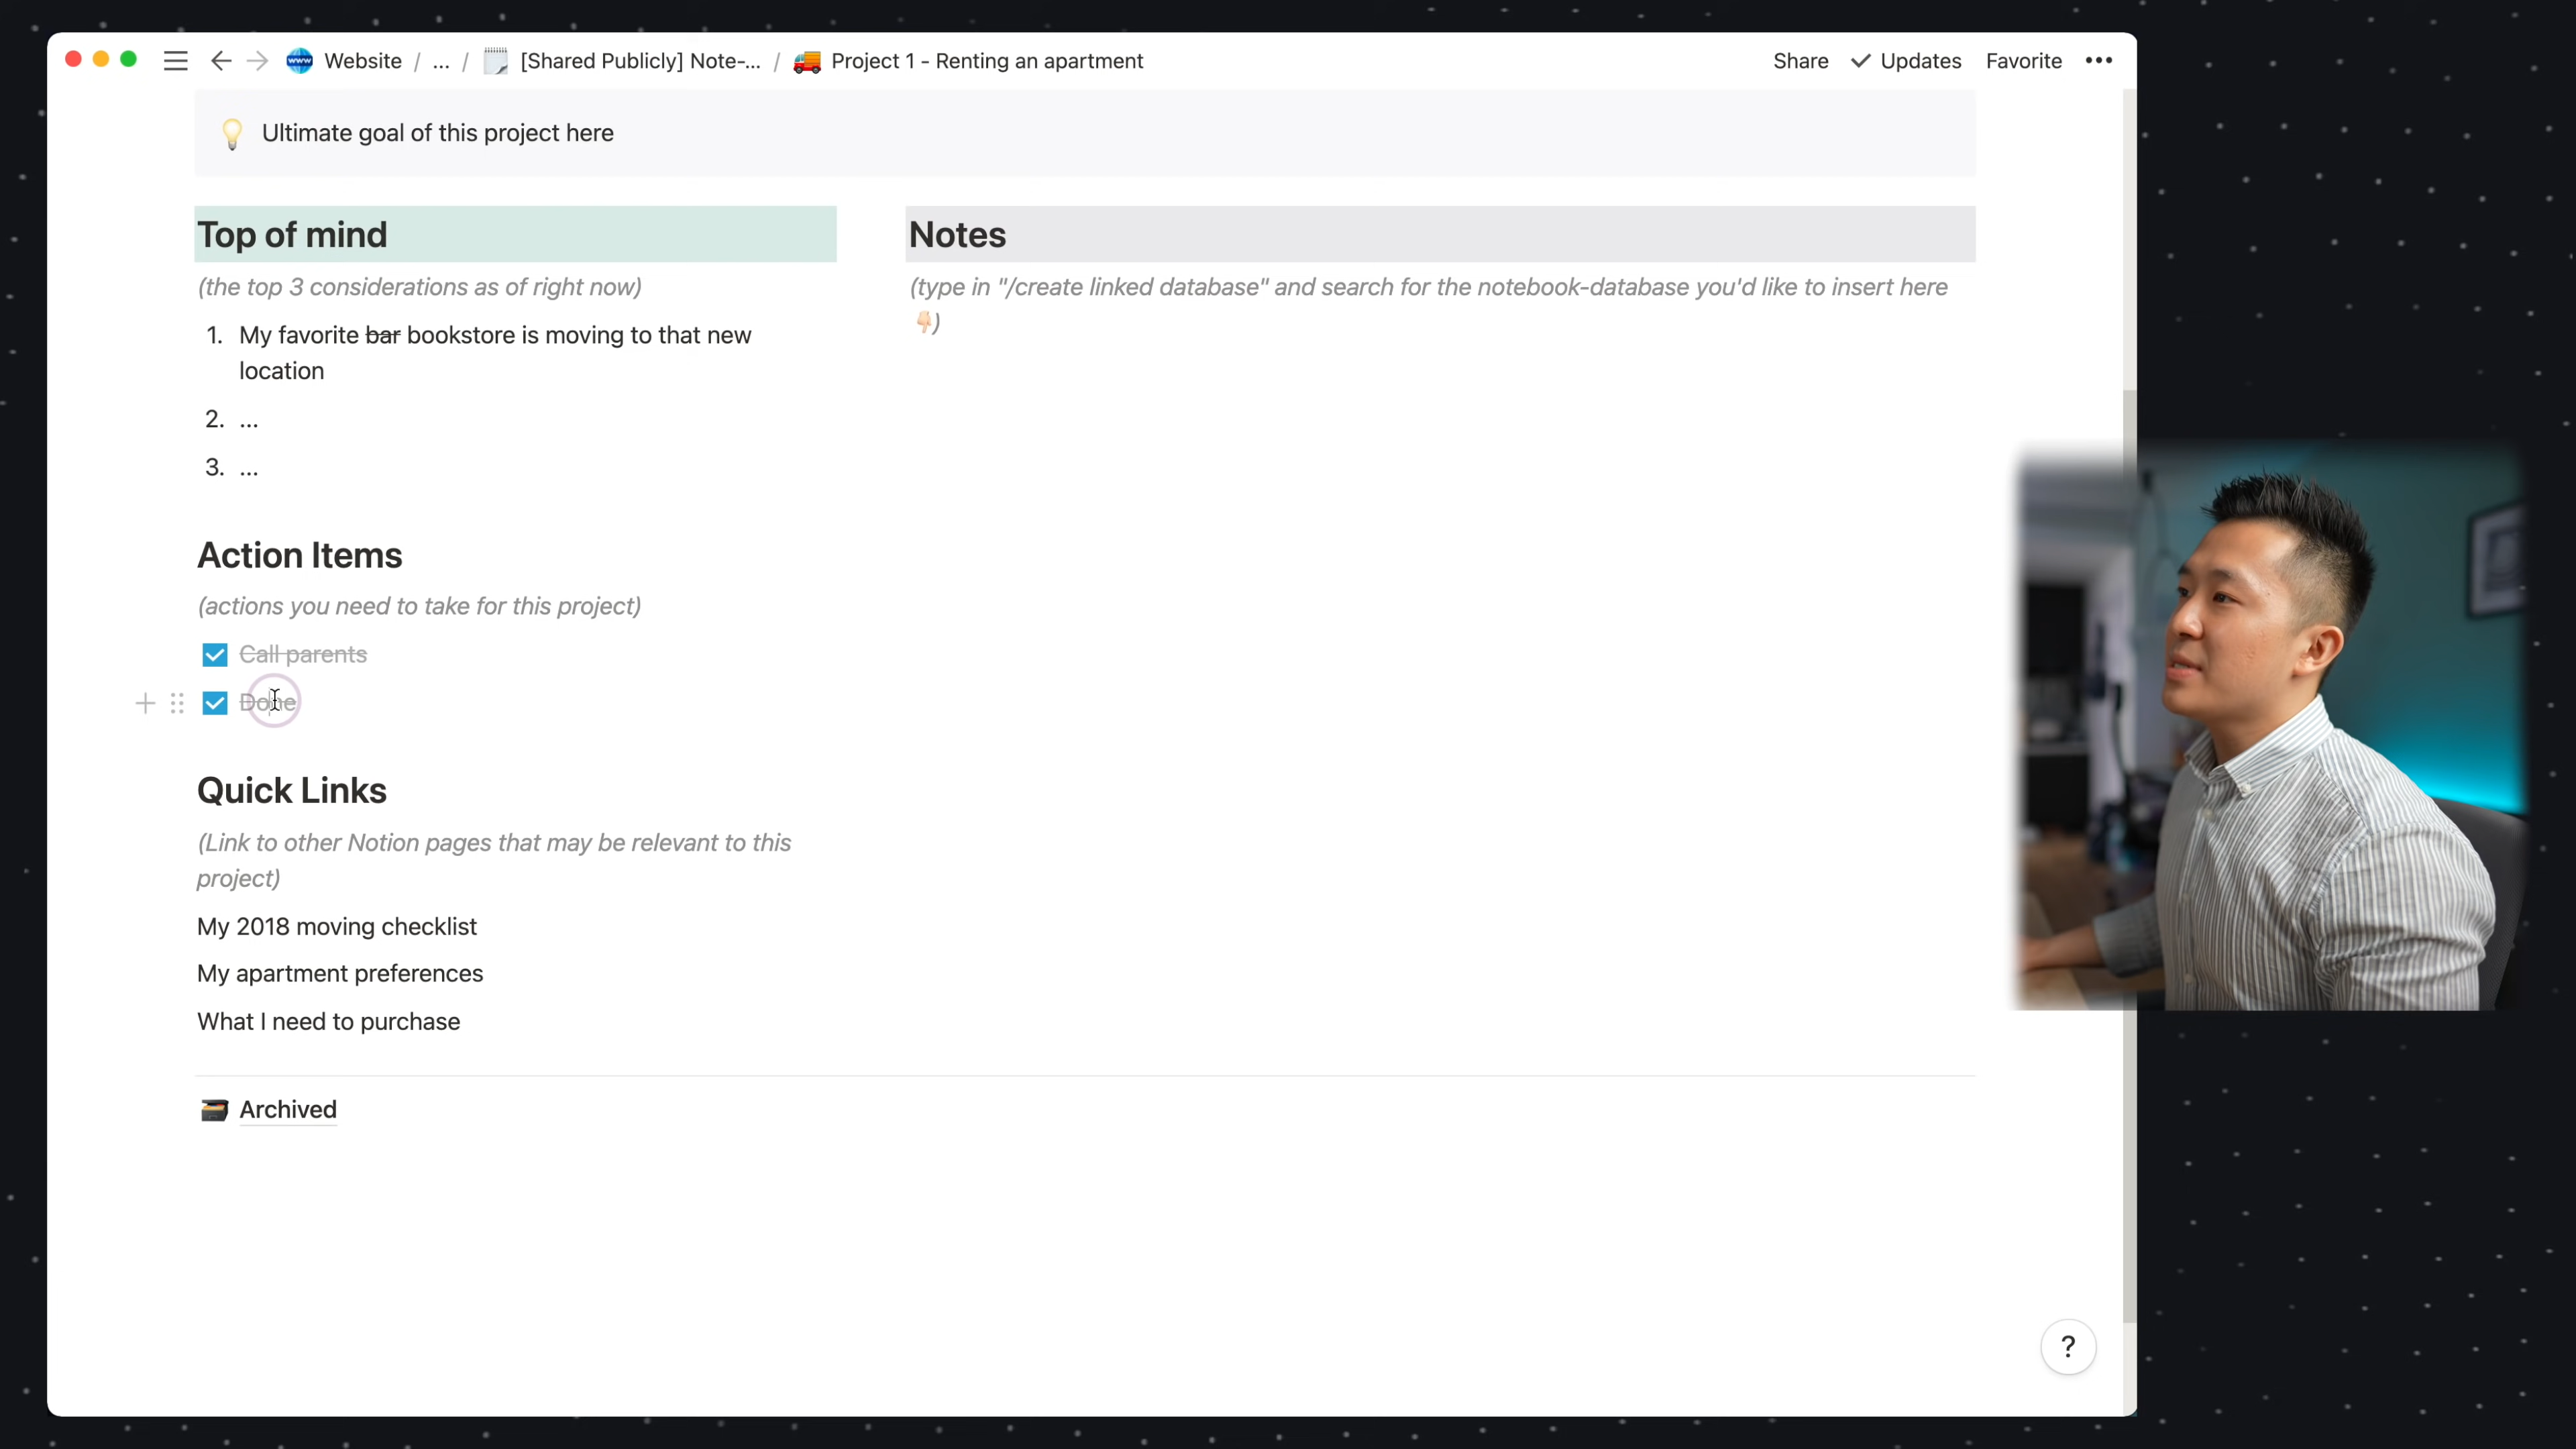 Website / ... / [Shared Publicly] Note-... / Project 1 - Renting an apartment
Share Updates Favorite •••
Ultimate goal of this project here
Top of mind
(the top 3 considerations as of right now)
1. My favorite bar bookstore is moving to that new
location
2. ...
3. ...
Action Items
(actions you need to take for this project)
Call parents
Done
Quick Links
(Link to other Notion pages that may be relevant to this
project)
My 2018 moving checklist
My apartment preferences
What I need to purchase
Notes
(type in "/create linked database" and search for the notebook-database you'd like to insert here
👇🏻)
Archived
?